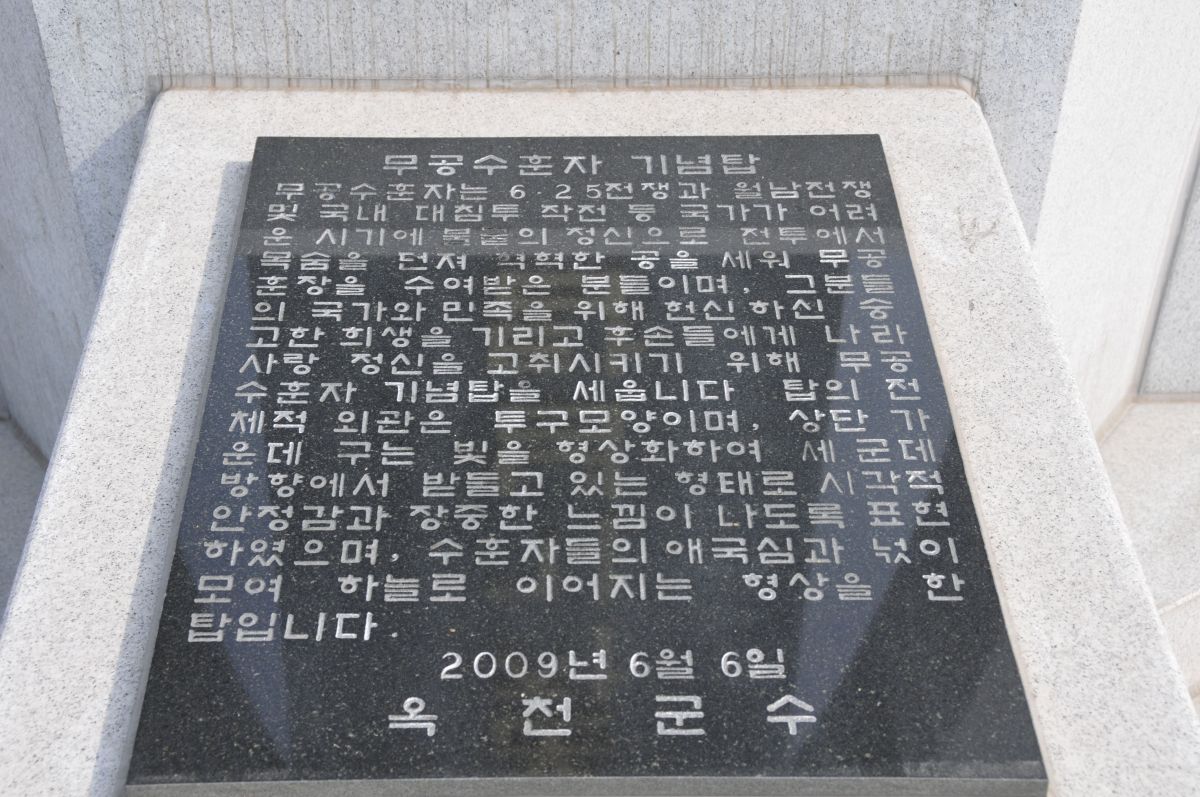 무공수훈자 기념탑
무공수훈자는 6·25전쟁과 월남전쟁
및 국내 대침투 작전 등 국가가 어려
운 시기에 불굴의 정신으로 전투에서
목숨을 던져 혁혁한 공을 세워 무공
훈장을 수여받은 분들이며, 그분들
의 국가와 민족을 위해 헌신하신 숭
고한 희생을 기리고 후손들에게 나라
사랑 정신을 고취시키기 위해 무공
수훈자 기념탑을 세웁니다 탑의 전
체적 외관은 투구모양이며, 상단 가
운데 구는 빛을 형상화하여 세 군데
방향에서 받들고 있는 형태로 시각적
안정감과 장중한 느낌이 나도록 표현
하였으며, 수훈자들의 애국심과 넋이
모여 하늘로 이어지는 형상을 한
탑입니다.
2009년 6월 6일
옥천군수